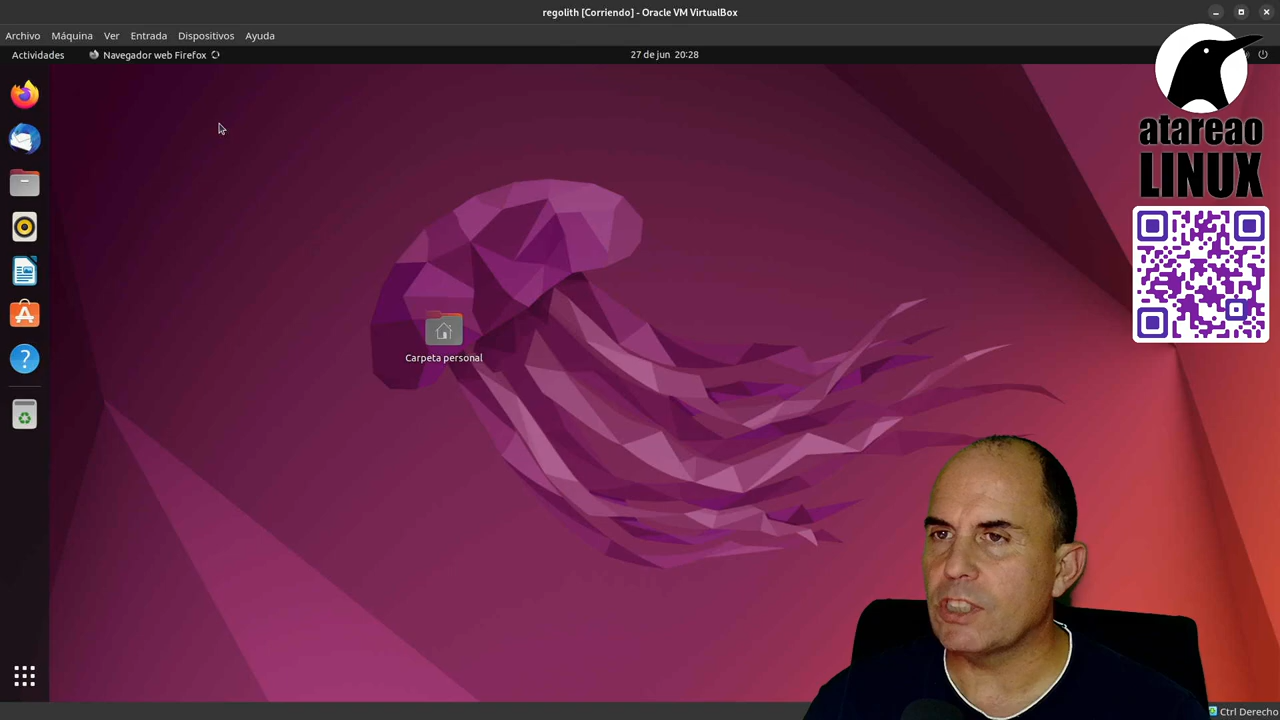 regolith [Corriendo] - Oracle VM VirtualBox
Archivo Máquina Ver Entrada Dispositivos Ayuda
Actividades Navegador web Firefox 27 de jun 20:28
atareao
LINUX
Carpeta personal
Ctrl Derecho